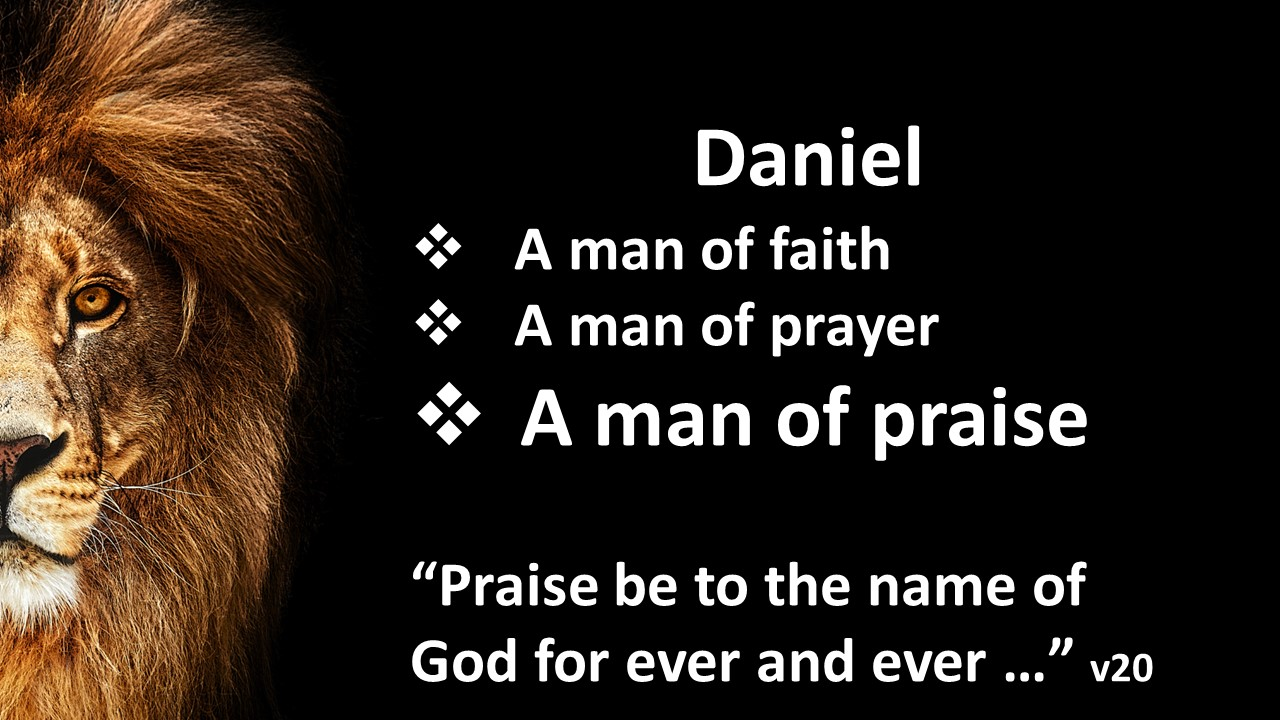 Daniel
❖ A man of faith
❖ A man of prayer
❖ A man of praise
“Praise be to the name of
God for ever and ever …” v20